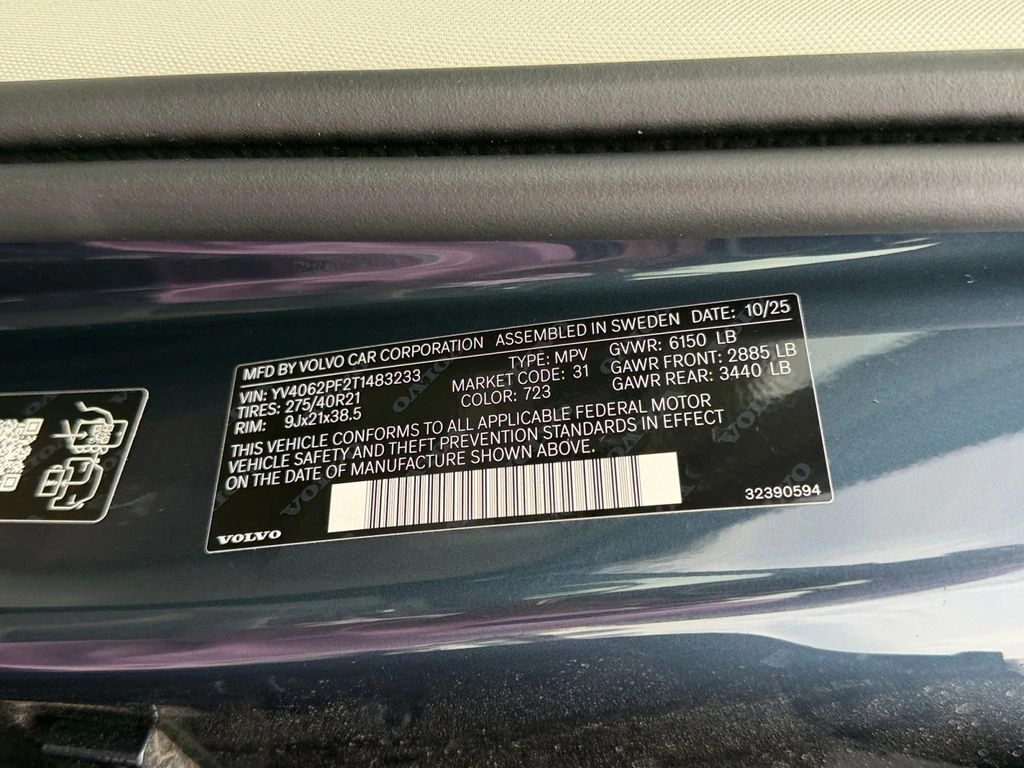 MFD BY VOLVO CAR CORPORATION ASSEMBLED IN SWEDEN DATE: 10/25
VIN: YV4062PF2T1483233 TYPE: MPV GVWR: 6150 LB
TIRES: 275/40R21 MARKET CODE: 31 GAWR FRONT: 2885 LB
RIM: 9Jx21x38.5 COLOR: 723 GAWR REAR: 3440 LB
THIS VEHICLE CONFORMS TO ALL APPLICABLE FEDERAL MOTOR
VEHICLE SAFETY AND THEFT PREVENTION STANDARDS IN EFFECT
ON THE DATE OF MANUFACTURE SHOWN ABOVE.
VOLVO
32390594